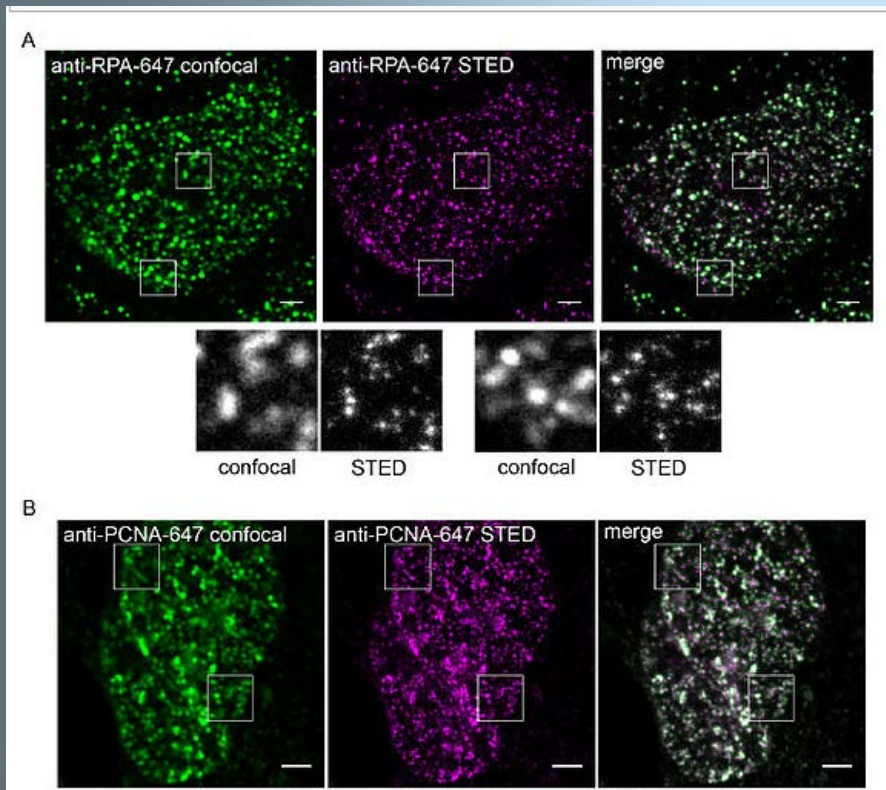 A
anti-RPA-647 confocal
anti-RPA-647 STED
merge
confocal
STED
confocal
STED
B
anti-PCNA-647 confocal
anti-PCNA-647 STED
merge